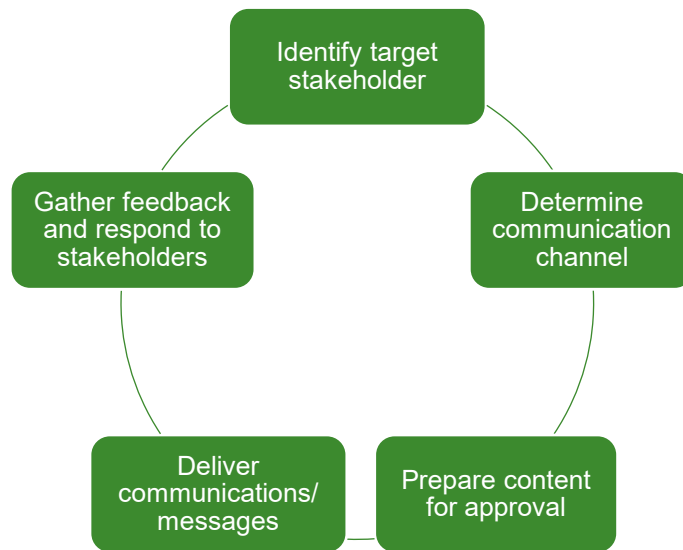 Identify target
stakeholder
Determine
communication
channel
Prepare content
for approval
Deliver
communications/
messages
Gather feedback
and respond to
stakeholders